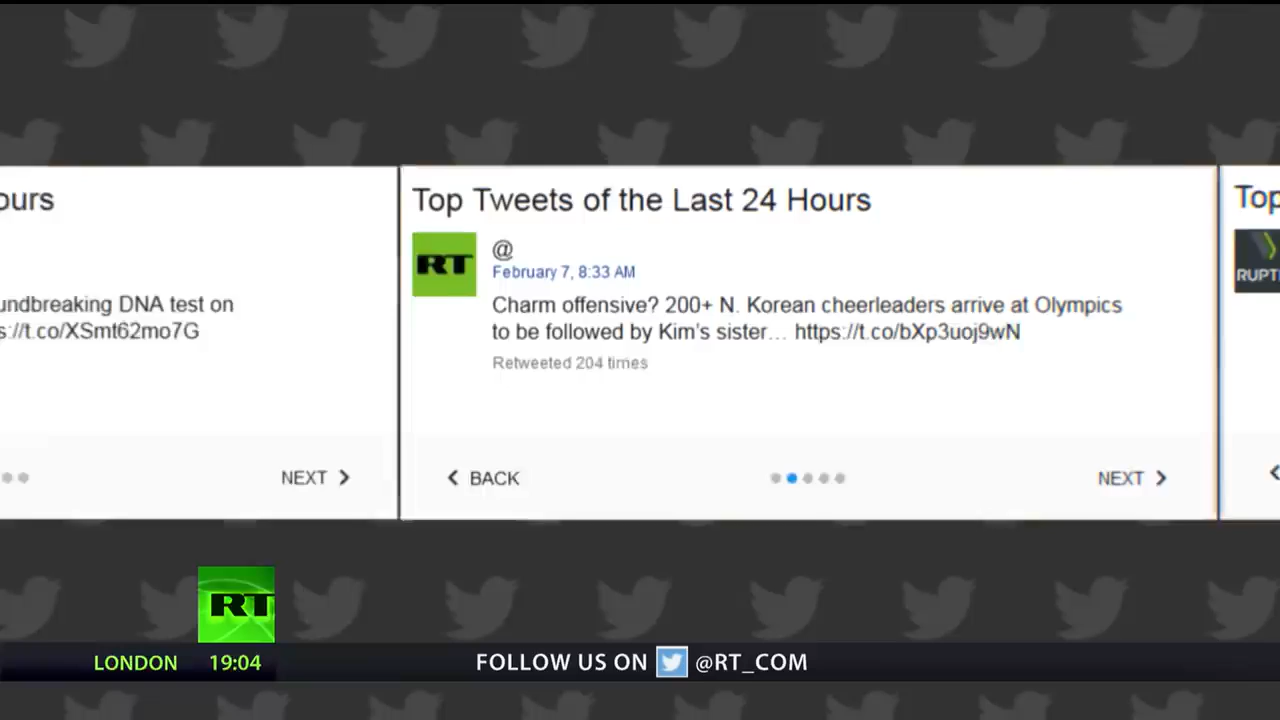 ours
undbreaking DNA test on
s://t.co/XSmt62mo7G
NEXT
Top Tweets of the Last 24 Hours
RT
@
February 7, 8:33 AM
Charm offensive? 200+ N. Korean cheerleaders arrive at Olympics
to be followed by Kim's sister... https://t.co/bXp3uoj9wN
Retweeted 204 times
BACK
NEXT
Top
RUPT
RT
LONDON 19:04
FOLLOW US ON @RT_COM